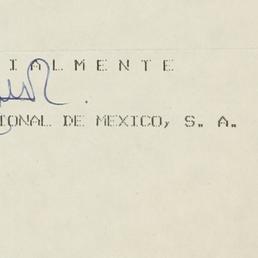 I A L M E N T E
IONAL DE MEXICO, S. A.